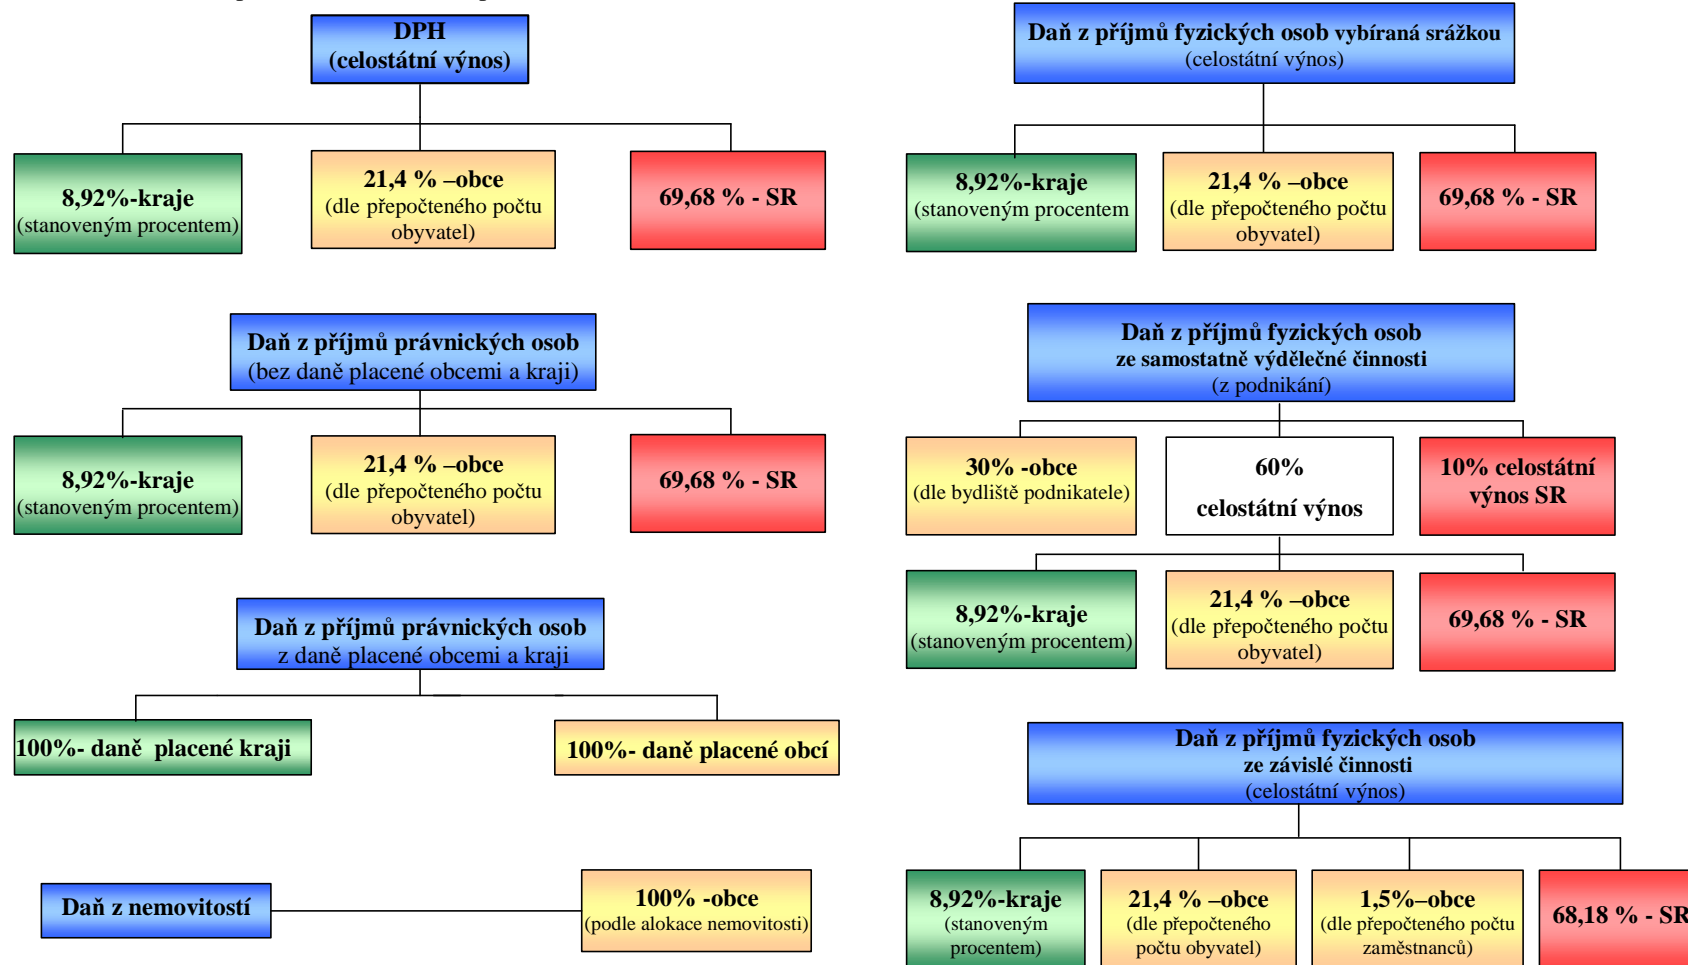 DPH
(celostátní výnos)
8,92%-kraje
(stanoveným procentem)
21,4 % –obce
(dle přepočteného počtu
obyvatel)
69,68 % - SR
Daň z příjmů fyzických osob vybíraná srážkou
(celostátní výnos)
8,92%-kraje
(stanoveným procentem
21,4 % –obce
(dle přepočteného počtu
obyvatel)
69,68 % - SR
Daň z příjmů právnických osob
(bez daně placené obcemi a kraji)
8,92%-kraje
(stanoveným procentem)
21,4 % –obce
(dle přepočteného počtu
obyvatel)
69,68 % - SR
Daň z příjmů fyzických osob
ze samostatně výdělečné činnosti
(z podnikání)
30% -obce
(dle bydliště podnikatele)
60%
celostátní výnos
10% celostátní
výnos SR
8,92%-kraje
(stanoveným procentem)
21,4 % –obce
(dle přepočteného počtu
obyvatel)
69,68 % - SR
Daň z příjmů právnických osob
z daně placené obcemi a kraji
100%- daně  placené kraji
100%- daně placené obcí
Daň z příjmů fyzických osob
ze závislé činnosti
(celostátní výnos)
8,92%-kraje
(stanoveným
procentem)
21,4 % –obce
(dle přepočteného
počtu obyvatel)
1,5%–obce
(dle přepočteného počtu
zaměstnanců)
68,18 % - SR
Daň z nemovitostí
100% -obce
(podle alokace nemovitosti)